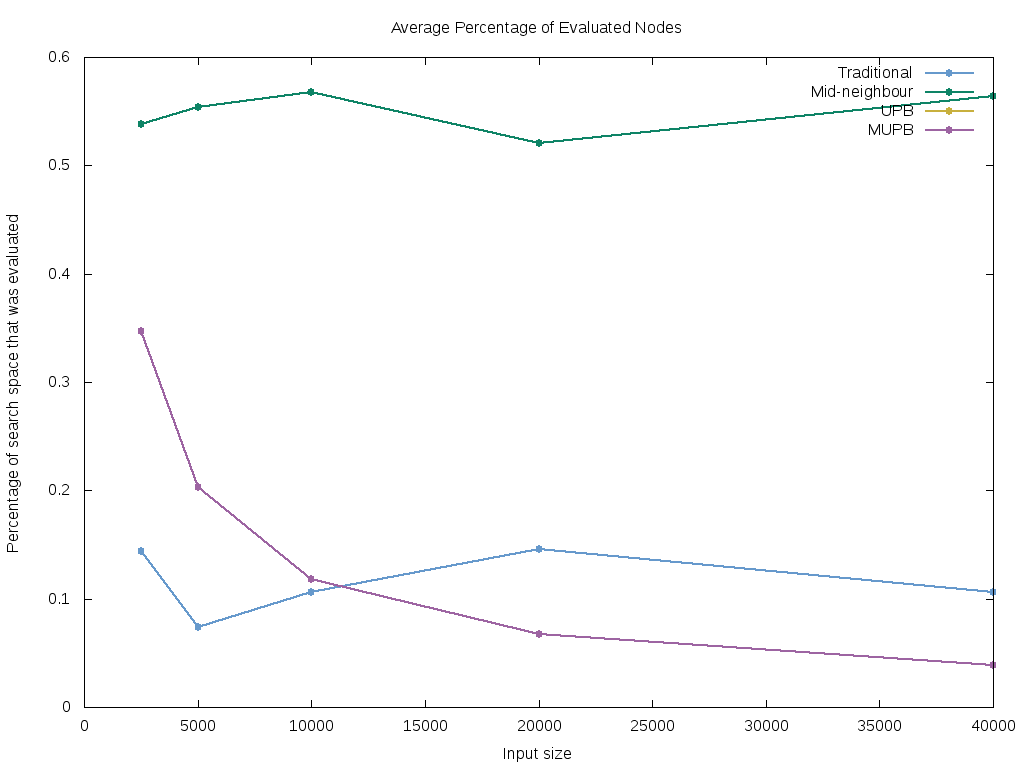 Average Percentage of Evaluated Nodes
Percentage of search space that was evaluated
0.6
0.5
0.4
0.3
0.2
0.1
0
Traditional
Mid-neighbour
UPB
MUPB
0 5000 10000 15000 20000 25000 30000 35000 40000
Input size